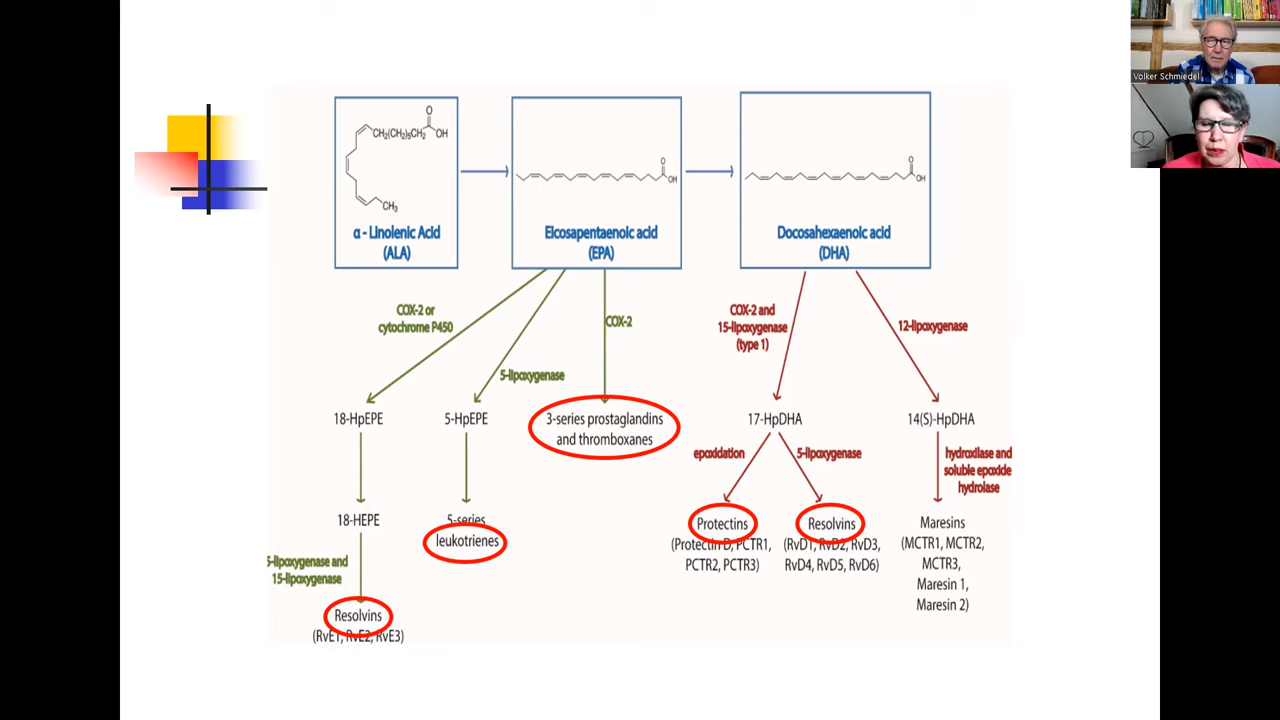 Volker Schmiedel
O
CH₂(CH₂)₅CH₂
OH
CH₃
α - Linolenic Acid
(ALA)
O
OH
Eicosapentaenoic acid
(EPA)
O
OH
Docosahexaenoic acid
(DHA)
COX-2 or
cytochrome P450
5-lipoxygenase
COX-2
COX-2 and
15-lipoxygenase
(type 1)
12-lipoxygenase
18-HpEPE
5-HpEPE
3-series prostaglandins
and thromboxanes
17-HpDHA
14(S)-HpDHA
epoxidation
5-lipoxygenase
hydroxilase and
soluble epoxide
hydrolase
18-HEPE
5-series
leukotrienes
Protectins
(Protectin D, PCTR1,
PCTR2, PCTR3)
Resolvins
(RvD1, RvD2, RvD3,
RvD4, RvD5, RvD6)
Maresins
(MCTR1, MCTR2,
MCTR3,
Maresin 1,
Maresin 2)
5-lipoxygenase and
15-lipoxygenase
Resolvins
(RvE1, RvE2, RvE3)